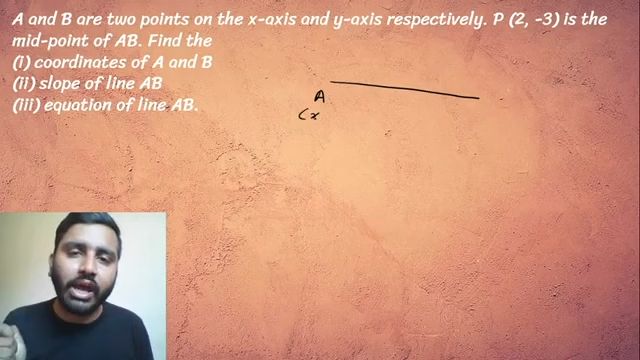 A and B are two points on the x-axis and y-axis respectively. P (2, -3) is the
mid-point of AB. Find the
(i) coordinates of A and B
(ii) slope of line AB
(iii) equation of line AB.
A
(x